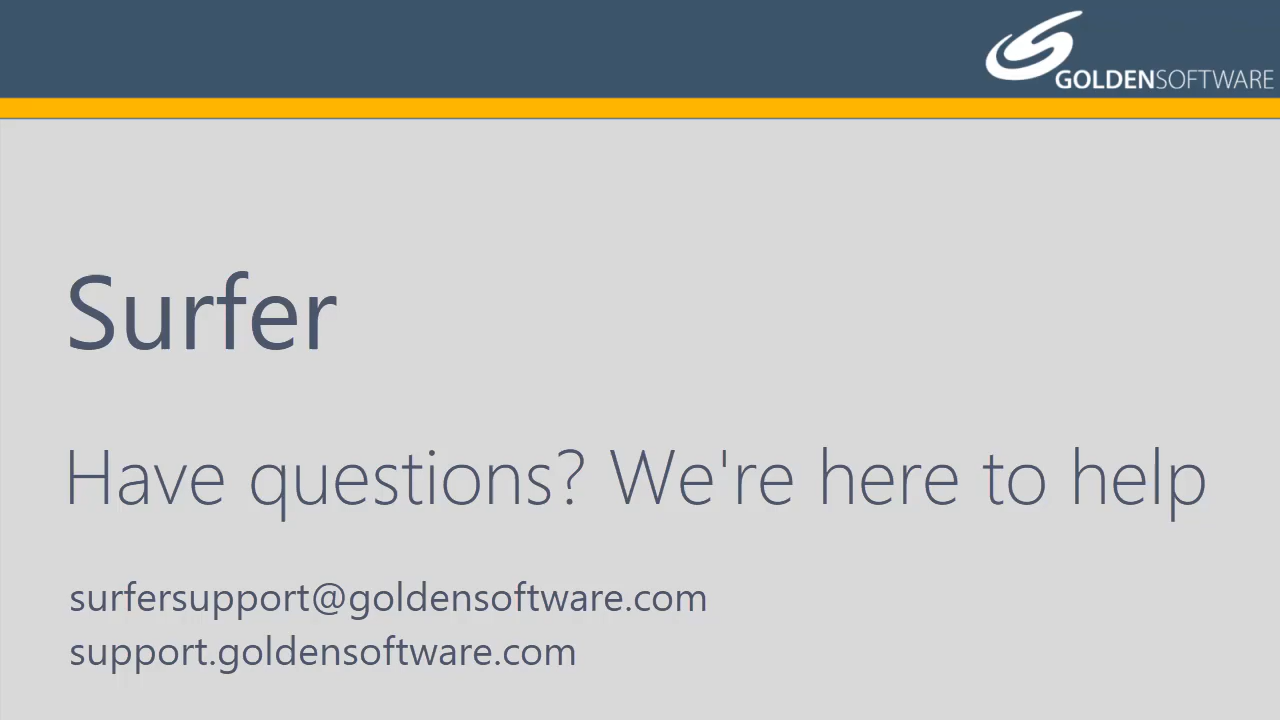 GOLDENSOFTWARE
Surfer
Have questions? We're here to help
surfersupport@goldensoftware.com
support.goldensoftware.com